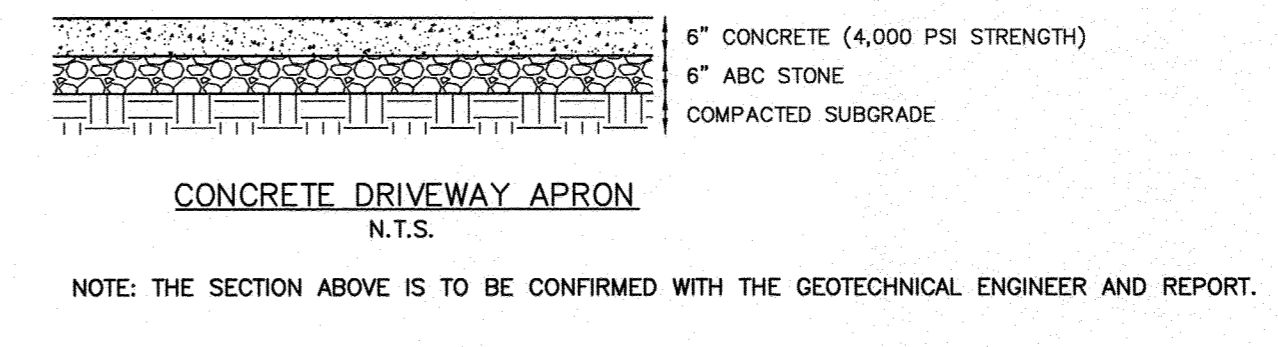 6" CONCRETE (4,000 PSI STRENGTH)
6" ABC STONE
COMPACTED SUBGRADE
CONCRETE DRIVEWAY APRON
N.T.S.
NOTE: THE SECTION ABOVE IS TO BE CONFIRMED WITH THE GEOTECHNICAL ENGINEER AND REPORT.